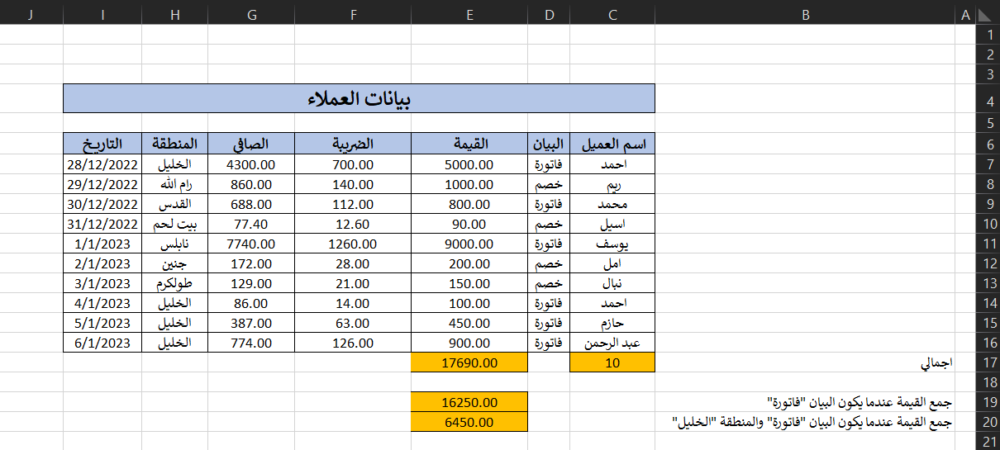 A B C D E F G H I J
1
2
3
4 بيانات العملاء
5
6 اسم العميل البيان القيمة الضريبة الصافي المنطقة التاريخ
7 احمد فاتورة 5000.00 700.00 4300.00 الخليل 28/12/2022
8 ريم خصم 1000.00 140.00 860.00 رام الله 29/12/2022
9 محمد فاتورة 800.00 112.00 688.00 القدس 30/12/2022
10 اسيل خصم 90.00 12.60 77.40 بيت لحم 31/12/2022
11 يوسف فاتورة 9000.00 1260.00 7740.00 نابلس 1/1/2023
12 امل خصم 200.00 28.00 172.00 جنين 2/1/2023
13 نبال خصم 150.00 21.00 129.00 طولكرم 3/1/2023
14 احمد فاتورة 100.00 14.00 86.00 الخليل 4/1/2023
15 حازم فاتورة 450.00 63.00 387.00 الخليل 5/1/2023
16 عبد الرحمن فاتورة 900.00 126.00 774.00 الخليل 6/1/2023
17 اجمالي 10 17690.00
18
19 جمع القيمة عندما يكون البيان "فاتورة" 16250.00
20 جمع القيمة عندما يكون البيان "فاتورة" والمنطقة "الخليل" 6450.00
21